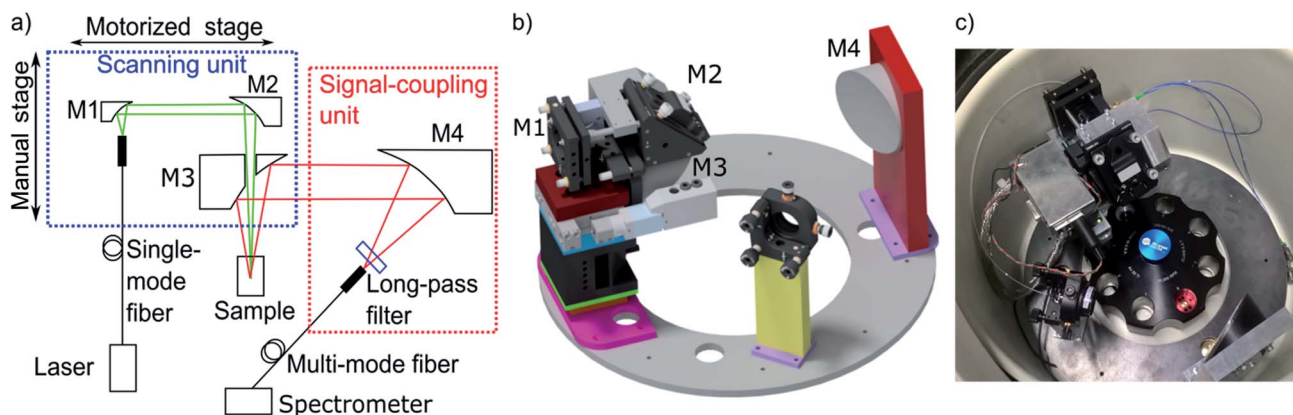 a)
Motorized stage
Manual stage
Scanning unit
M1
M2
Signal-coupling
unit
M4
M3
Single-
mode
fiber
Sample
Long-pass
filter
Laser
Multi-mode fiber
Spectrometer
b)
M4
M2
M1
M3
c)